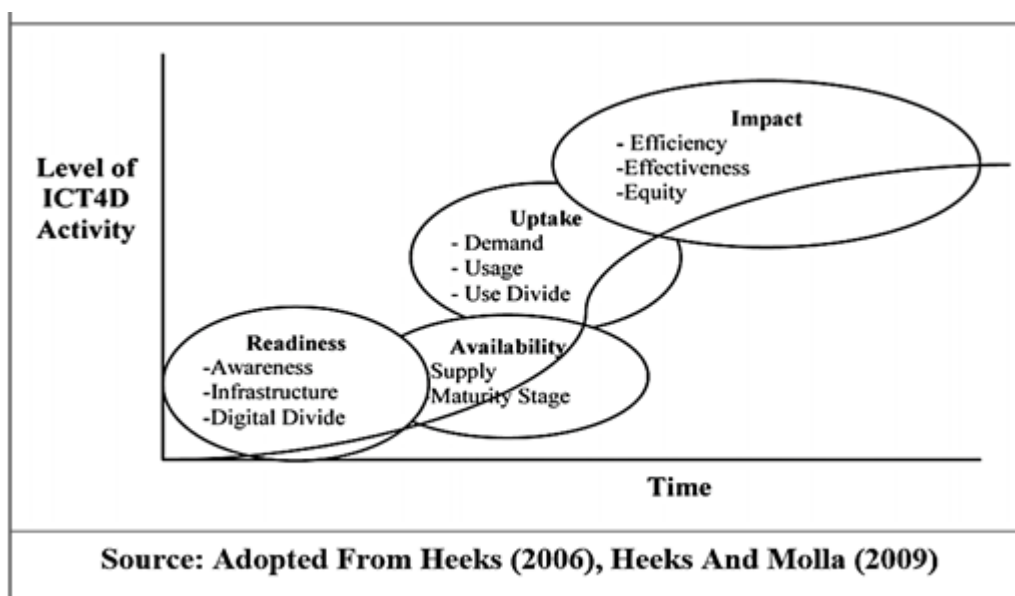 Impact
- Efficiency
-Effectiveness
-Equity
Level of
ICT4D
Activity
Uptake
- Demand
- Usage
- Use Divide
Readiness
-Awareness
-Infrastructure
-Digital Divide
Availability
Supply
Maturity Stage
Time
Source: Adopted From Heeks (2006), Heeks And Molla (2009)